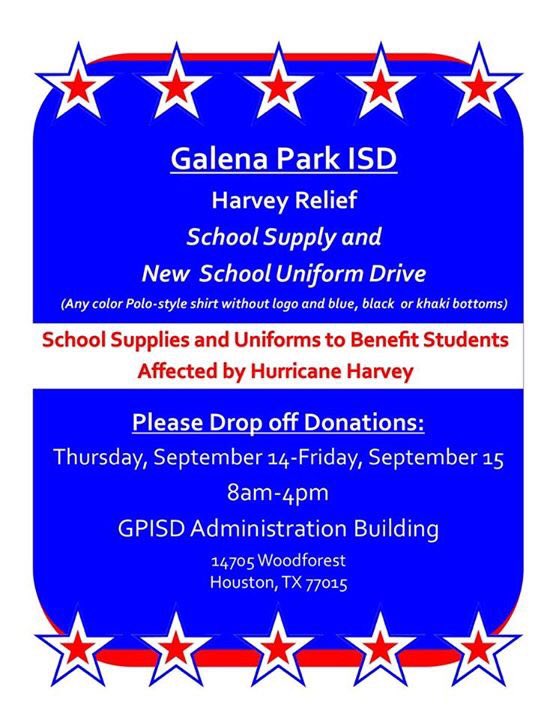 Galena Park ISD
Harvey Relief
School Supply and
New School Uniform Drive
(Any color Polo-style shirt without logo and blue, black or khaki bottoms)
School Supplies and Uniforms to Benefit Students
Affected by Hurricane Harvey
Please Drop off Donations:
Thursday, September 14-Friday, September 15
8am-4pm
GPISD Administration Building
14705 Woodforest
Houston, TX 77015